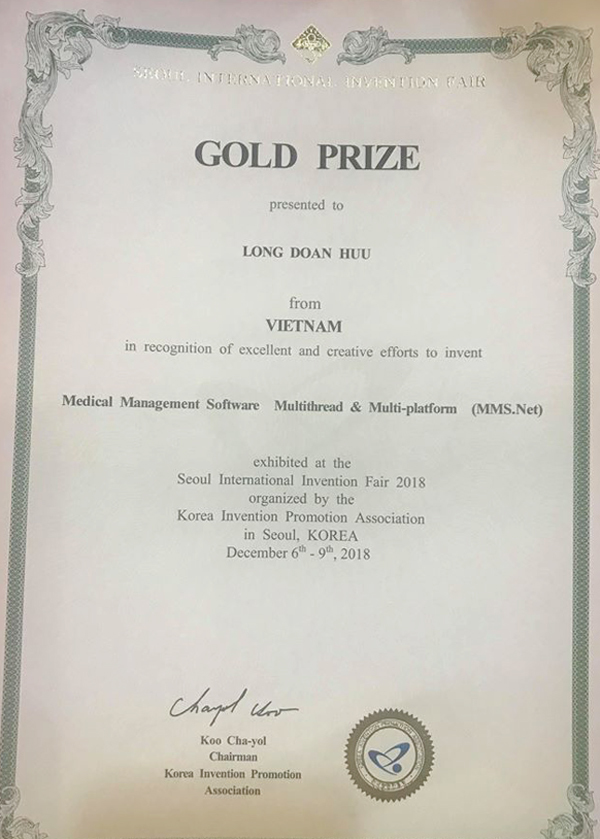 SEOUL INTERNATIONAL INVENTION FAIR
GOLD PRIZE
presented to
LONG DOAN HUU
from
VIETNAM
in recognition of excellent and creative efforts to invent
Medical Management Software Multithread & Multi-platform (MMS.Net)
exhibited at the
Seoul International Invention Fair 2018
organized by the
Korea Invention Promotion Association
in Seoul, KOREA
December 6th - 9th, 2018
Koo Cha-yol
Chairman
Korea Invention Promotion
Association